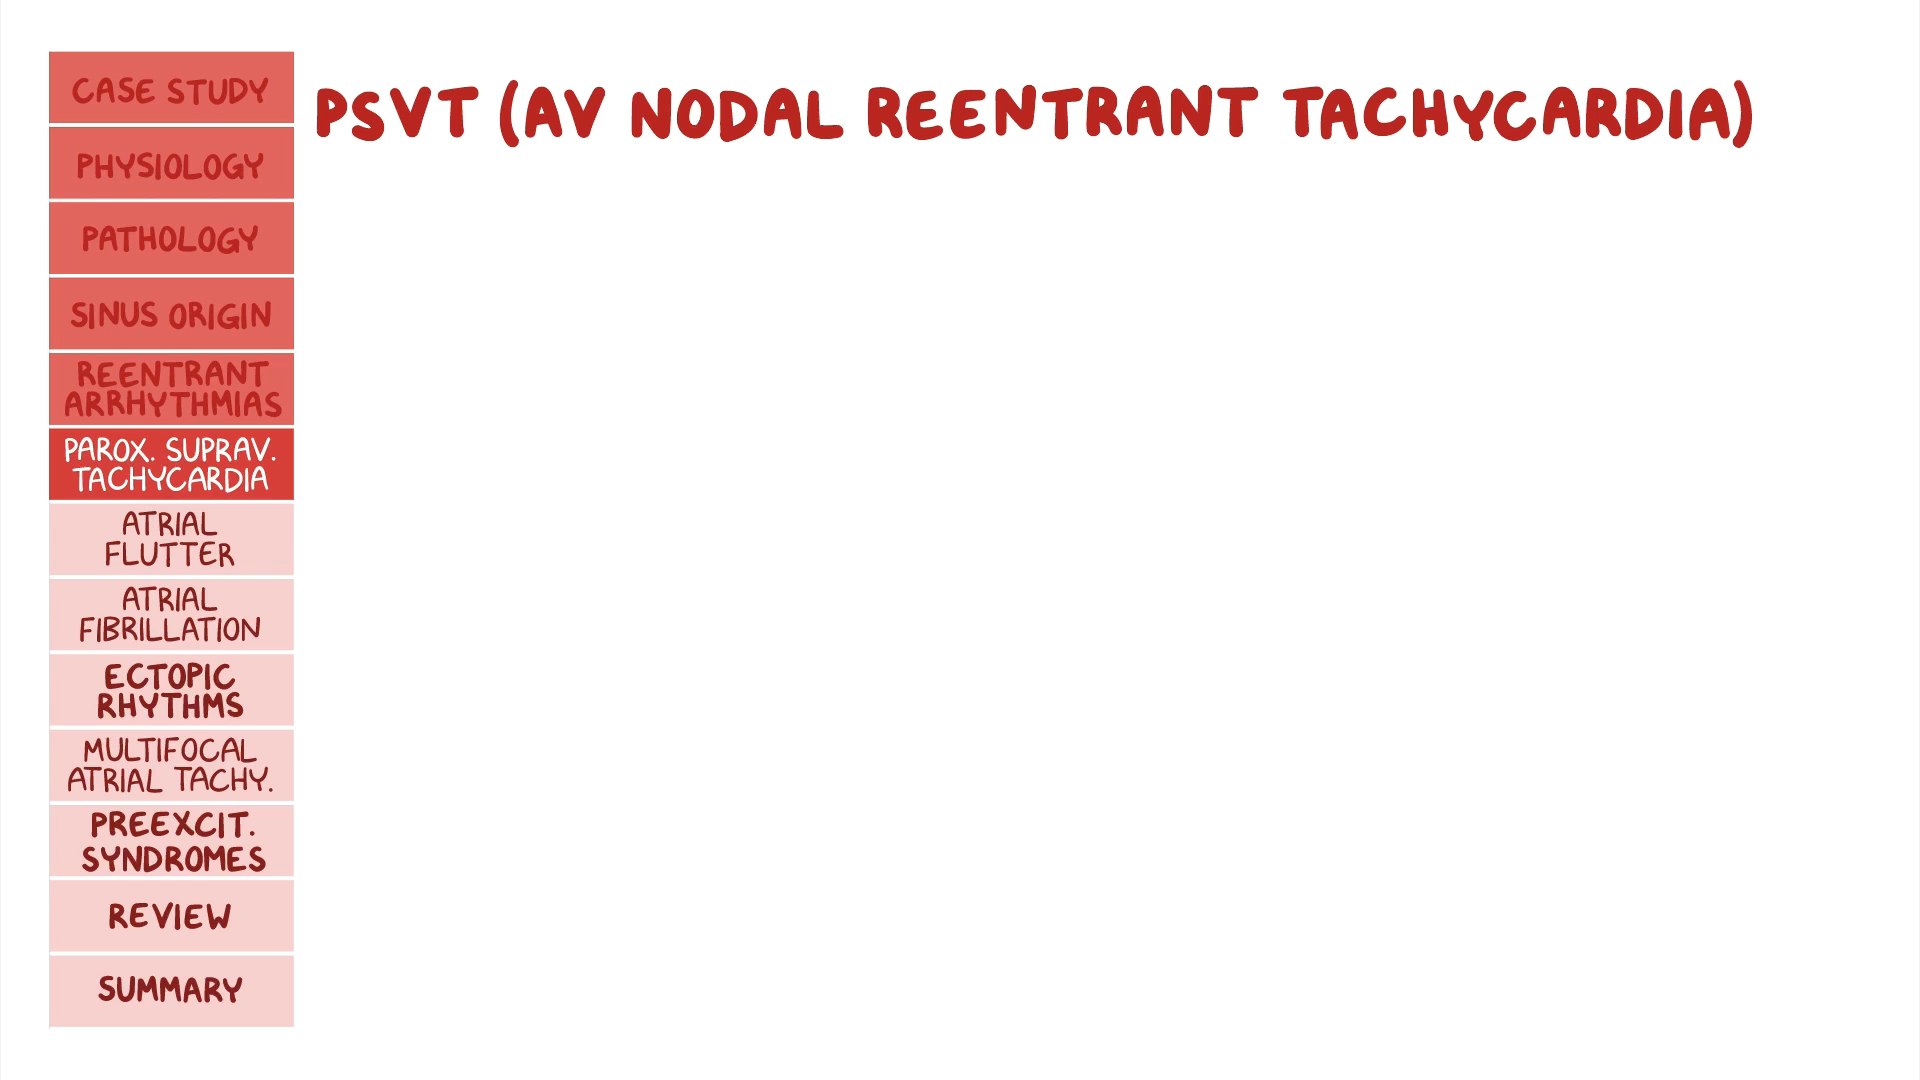 CASE STUDY
PSVT (AV NODAL REENTRANT TACHYCARDIA)
PHYSIOLOGY
PATHOLOGY
SINUS ORIGIN
REENTRANT
ARRHYTHMIAS
PAROX. SUPRAV.
TACHYCARDIA
ATRIAL
FLUTTER
ATRIAL
FIBRILLATION
ECTOPIC
RHYTHMS
MULTIFOCAL
ATRIAL TACHY.
PREEXCIT.
SYNDROMES
REVIEW
SUMMARY